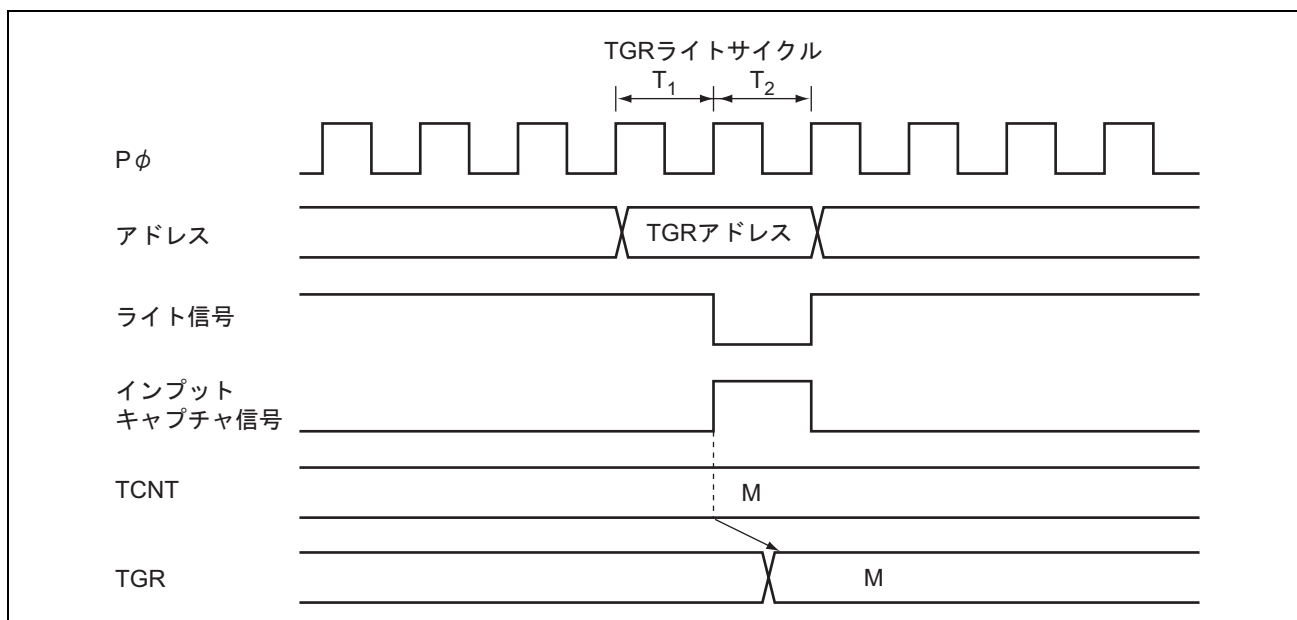 TGRライトサイクル
T1 T2
Pφ
アドレス
TGRアドレス
ライト信号
インプット
キャプチャ信号
TCNT
M
TGR
M